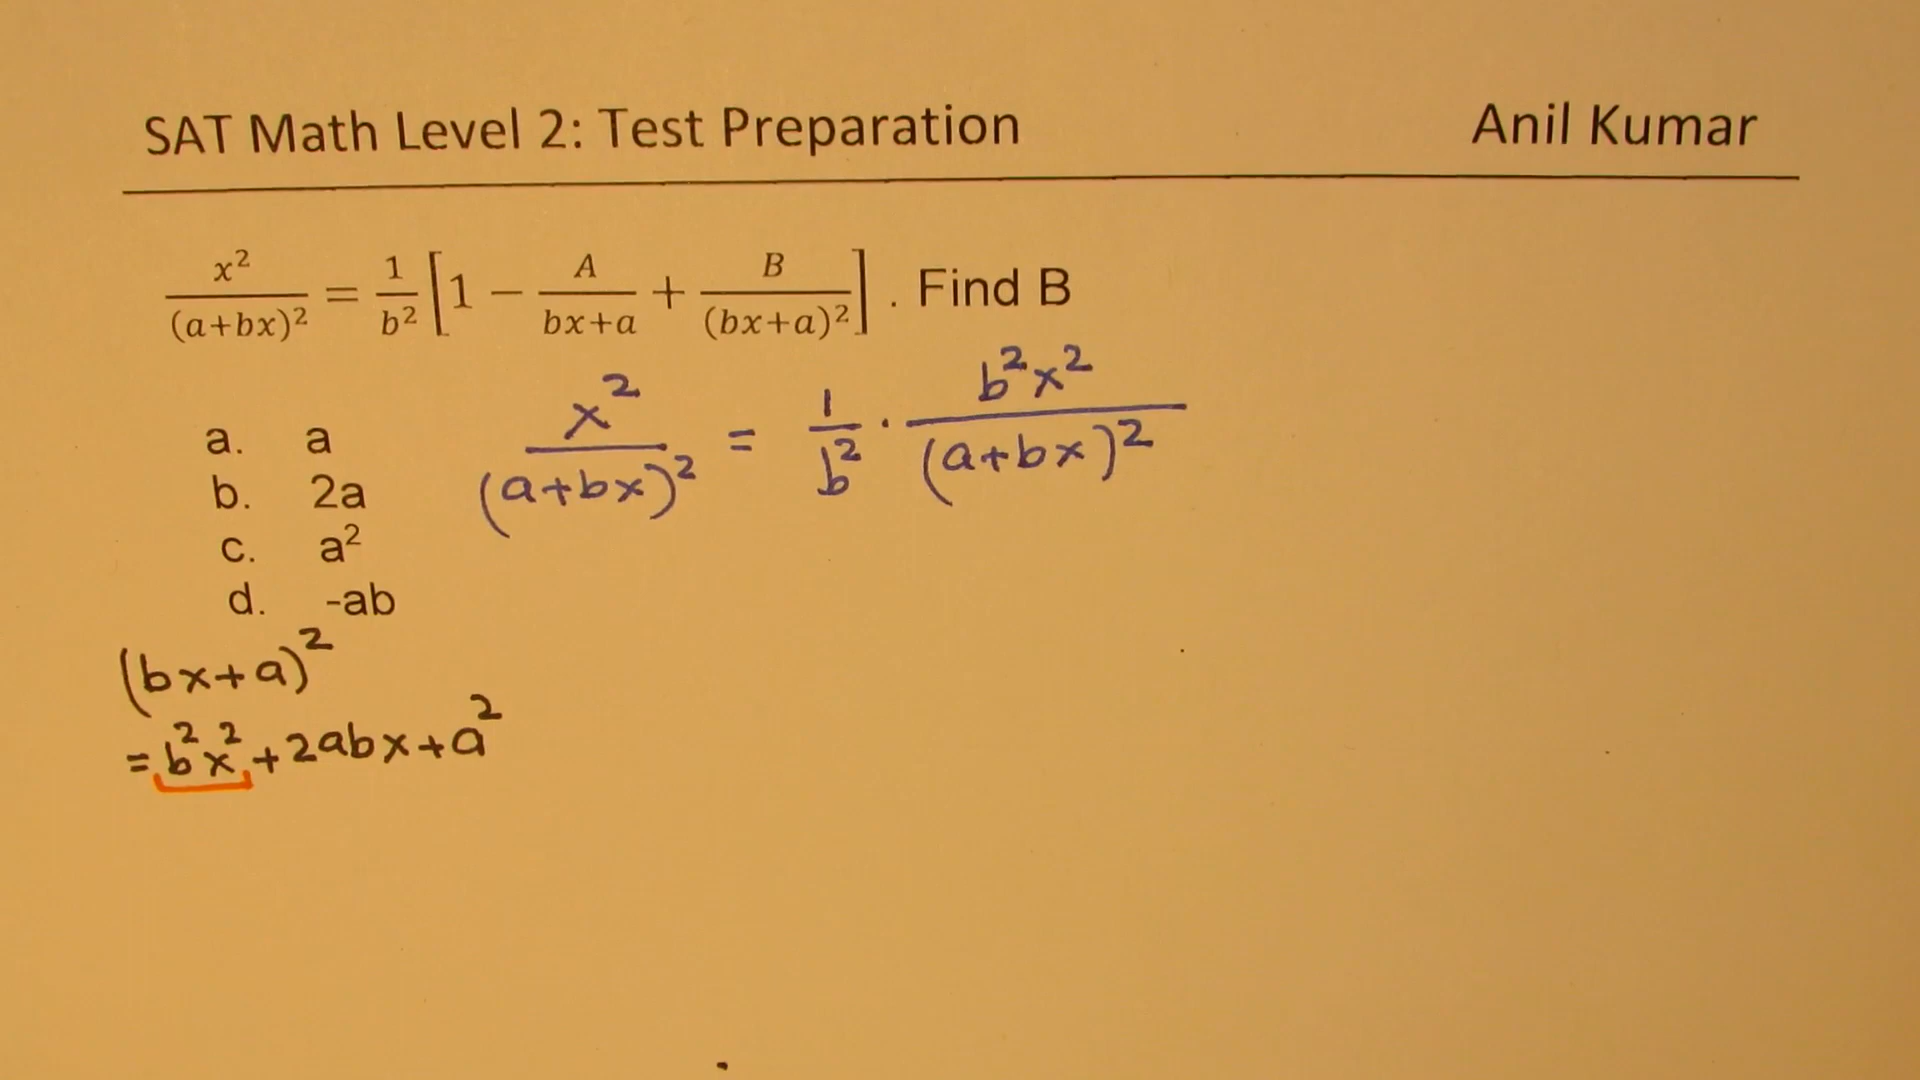 SAT Math Level 2: Test Preparation Anil Kumar
x²/(a+bx)² = 1/b² [1 − A/(bx+a) + B/(bx+a)²] . Find B
x²/(a+bx)² = 1/b² · b²x²/(a+bx)²
a. a
b. 2a
c. a²
d. -ab
(bx+a)²
= b²x² + 2abx + a²